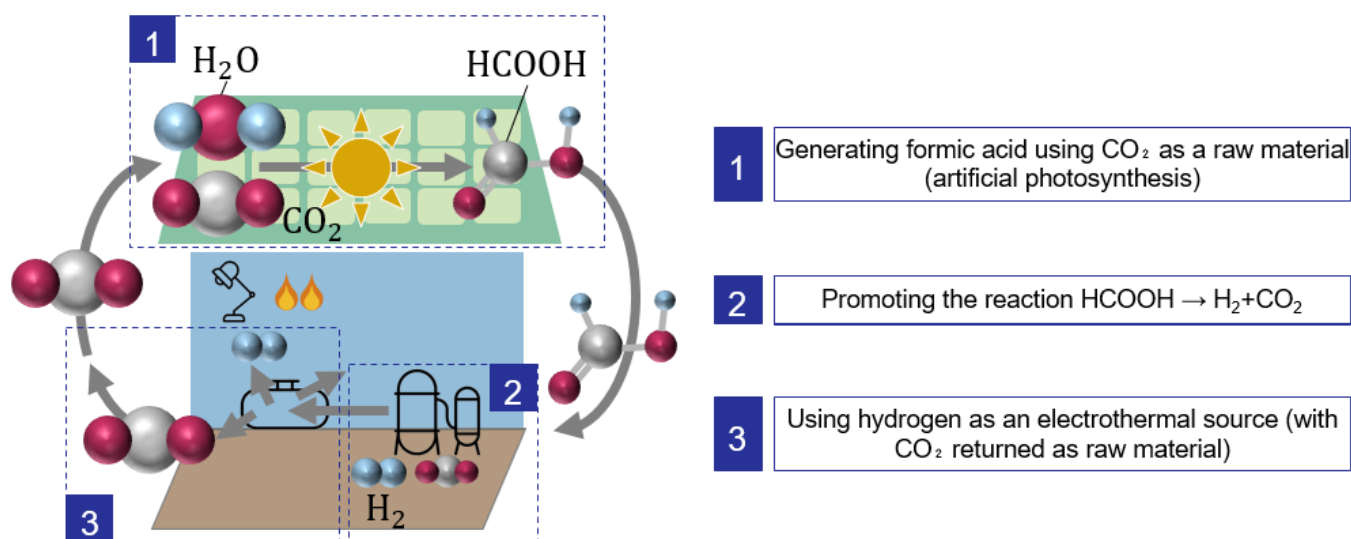 1
H₂O
HCOOH
CO₂
2
H₂
3
1
Generating formic acid using CO₂ as a raw material
(artificial photosynthesis)
2
Promoting the reaction HCOOH → H₂+CO₂
3
Using hydrogen as an electrothermal source (with
CO₂ returned as raw material)